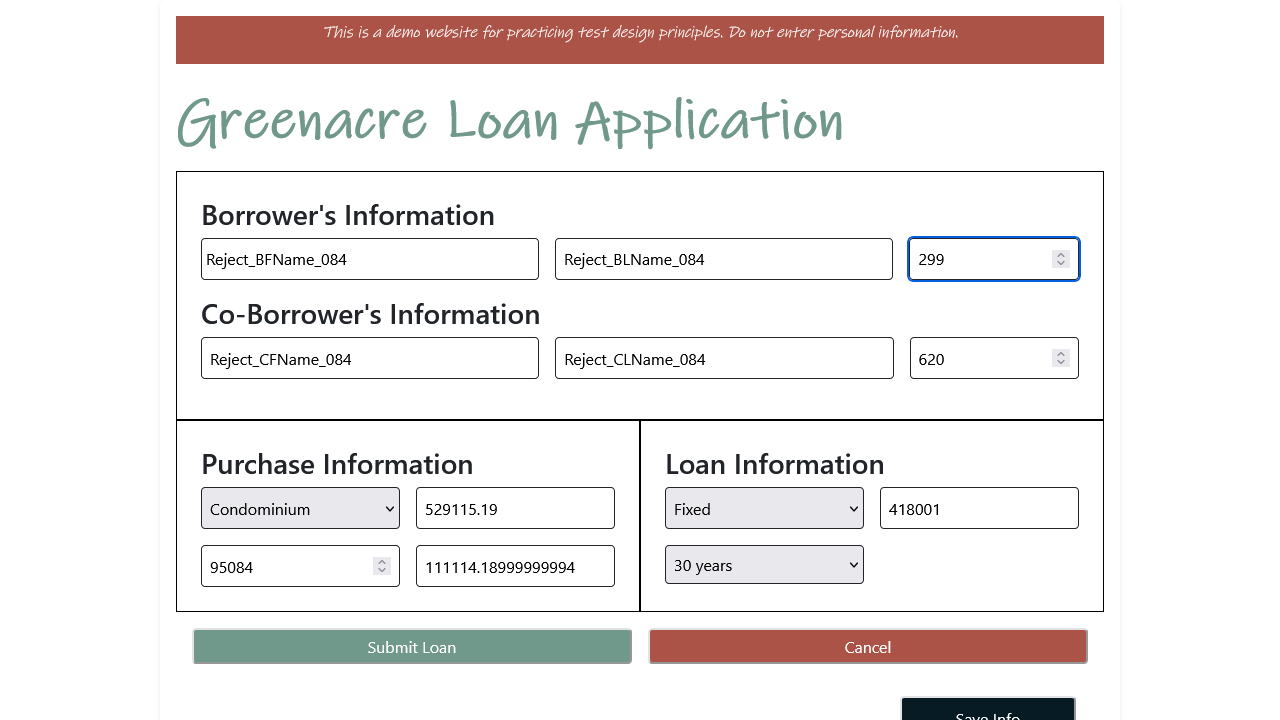 This is a demo website for practicing test design principles. Do not enter personal information.
Greenacre Loan Application
Borrower's Information
Reject_BFName_084 Reject_BLName_084 299
Co-Borrower's Information
Reject_CFName_084 Reject_CLName_084 620
Purchase Information
Condominium 529115.19
95084 111114.18999999994
Loan Information
Fixed 418001
30 years
Submit Loan Cancel
Save Info